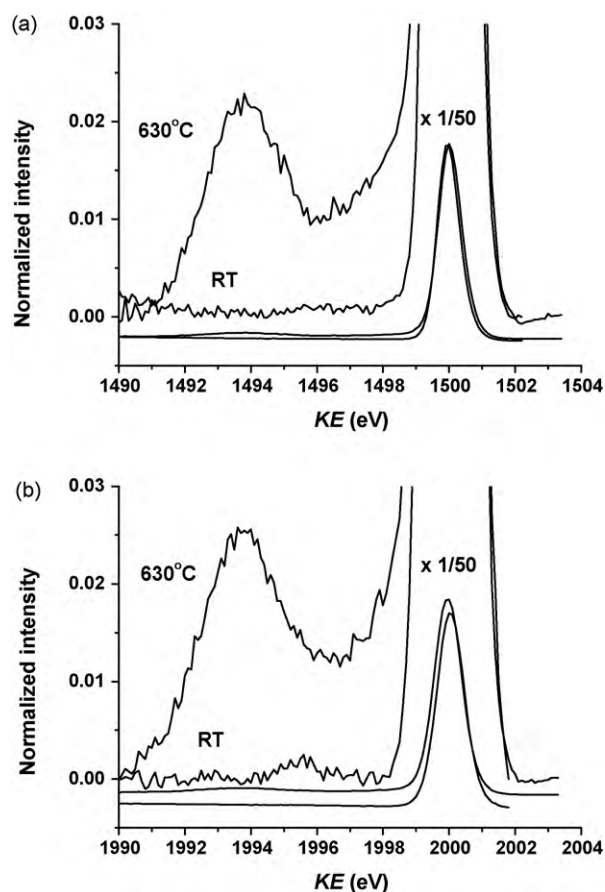 (a)
Normalized intensity
0.03
0.02
0.01
0.00
630°C
RT
x 1/50
1490 1492 1494 1496 1498 1500 1502 1504
KE (eV)
(b)
Normalized intensity
0.03
0.02
0.01
0.00
630°C
RT
x 1/50
1990 1992 1994 1996 1998 2000 2002 2004
KE (eV)